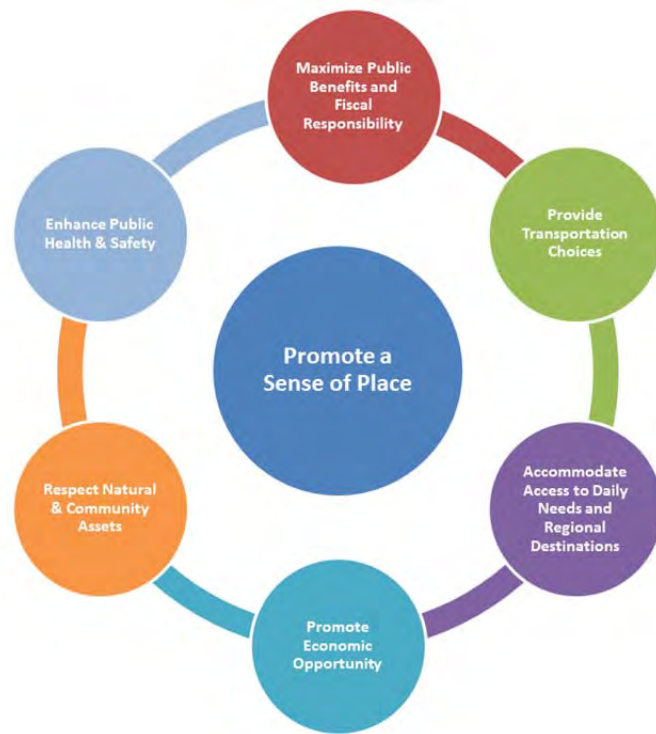 Maximize Public
Benefits and
Fiscal
Responsibility
Provide
Transportation
Choices
Accommodate
Access to Daily
Needs and
Regional
Destinations
Promote
Economic
Opportunity
Respect Natural
& Community
Assets
Enhance Public
Health & Safety
Promote a
Sense of Place